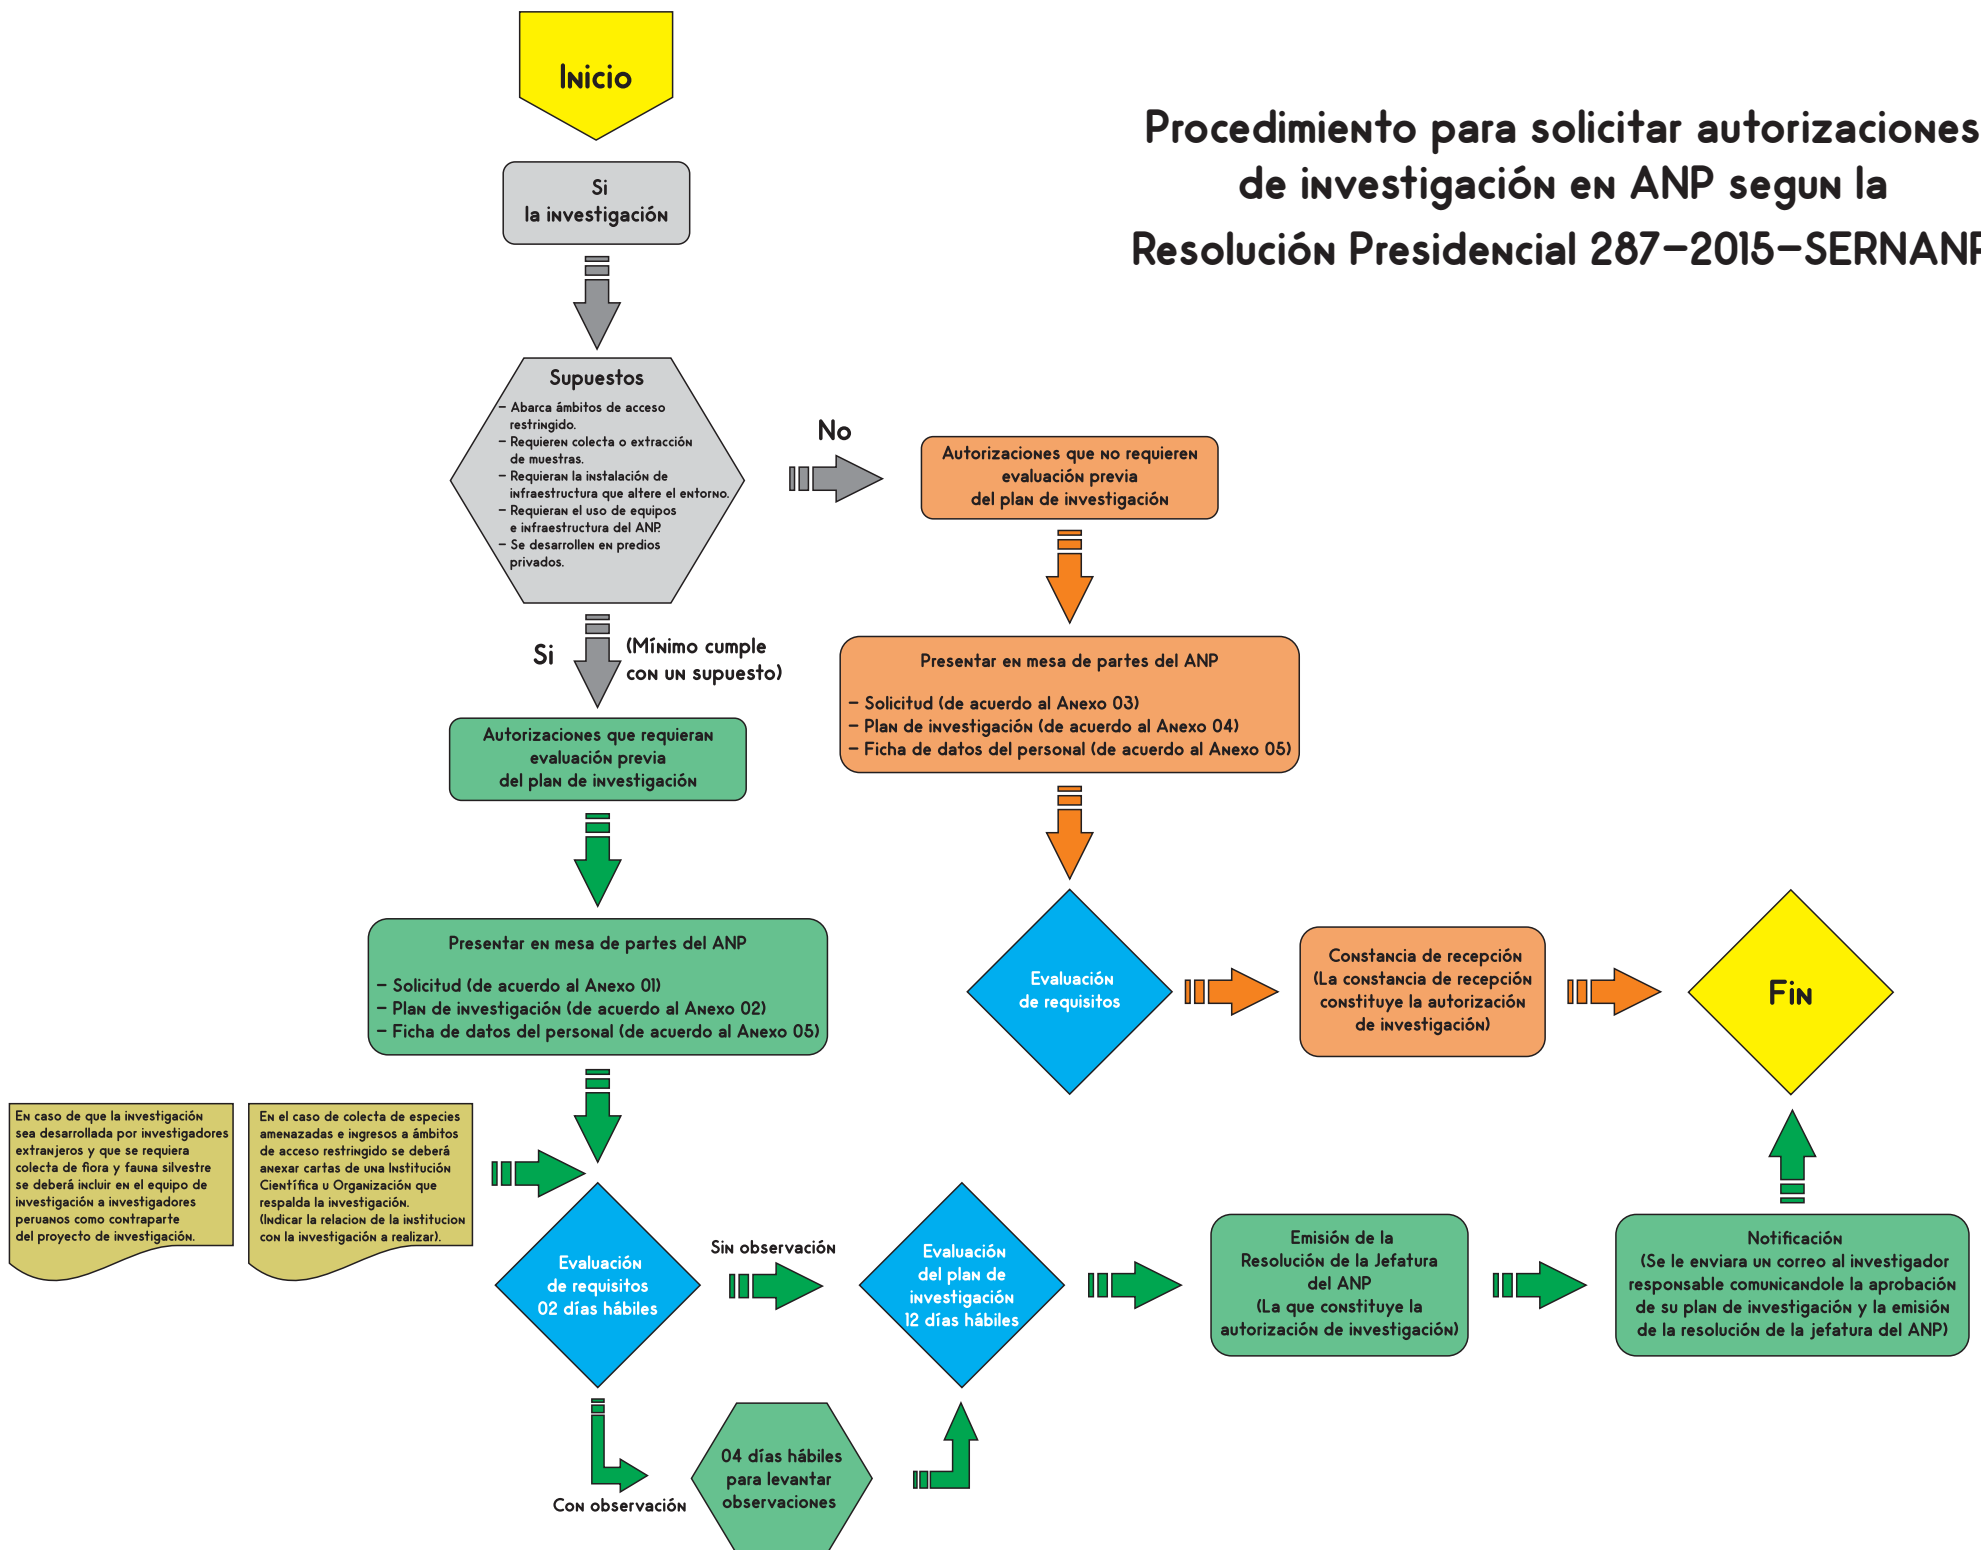 Inicio
Procedimiento para solicitar autorizaciones
de investigación en ANP segun la
Resolución Presidencial 287-2015-SERNANP
Si
la investigación
Supuestos
- Abarca ámbitos de acceso
restringido.
- Requieren colecta o extracción
de muestras.
- Requieran la instalación de
infraestructura que altere el entorno.
- Requieran el uso de equipos
e infraestructura del ANP.
- Se desarrollen en predios
privados.
No
Autorizaciones que no requieren
evaluación previa
del plan de investigación
Si
(Mínimo cumple
con un supuesto)
Presentar en mesa de partes del ANP
- Solicitud (de acuerdo al Anexo 03)
- Plan de investigación (de acuerdo al Anexo 04)
- Ficha de datos del personal (de acuerdo al Anexo 05)
Autorizaciones que requieran
evaluación previa
del plan de investigación
Presentar en mesa de partes del ANP
- Solicitud (de acuerdo al Anexo 01)
- Plan de investigación (de acuerdo al Anexo 02)
- Ficha de datos del personal (de acuerdo al Anexo 05)
Evaluación
de requisitos
Constancia de recepción
(La constancia de recepción
constituye la autorización
de investigación)
Fin
En caso de que la investigación
sea desarrollada por investigadores
extranjeros y que se requiera
colecta de flora y fauna silvestre
se deberá incluir en el equipo de
investigación a investigadores
peruanos como contraparte
del proyecto de investigación.
En el caso de colecta de especies
amenazadas e ingresos a ámbitos
de acceso restringido se deberá
anexar cartas de una Institución
Científica u Organización que
respalda la investigación.
(Indicar la relacion de la institucion
con la investigación a realizar).
Evaluación
de requisitos
02 días hábiles
Sin observación
Evaluación
del plan de
investigación
12 días hábiles
Emisión de la
Resolución de la Jefatura
del ANP
(La que constituye la
autorización de investigación)
Notificación
(Se le enviara un correo al investigador
responsable comunicandole la aprobación
de su plan de investigación y la emisión
de la resolución de la jefatura del ANP)
Con observación
04 días hábiles
para levantar
observaciones